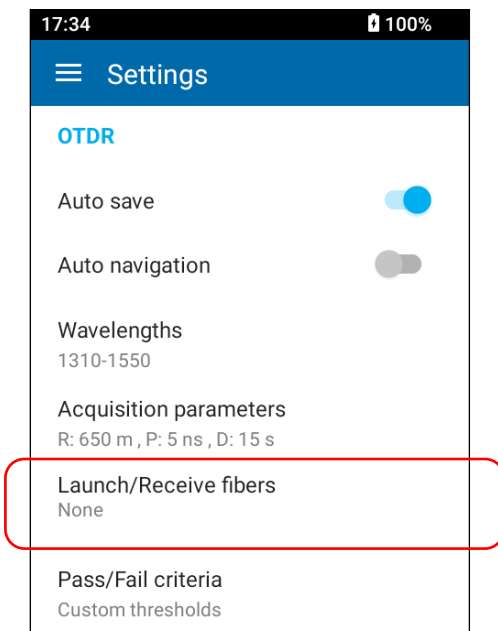 17:34 100%
Settings
OTDR
Auto save
Auto navigation
Wavelengths
1310-1550
Acquisition parameters
R: 650 m , P: 5 ns , D: 15 s
Launch/Receive fibers
None
Pass/Fail criteria
Custom thresholds